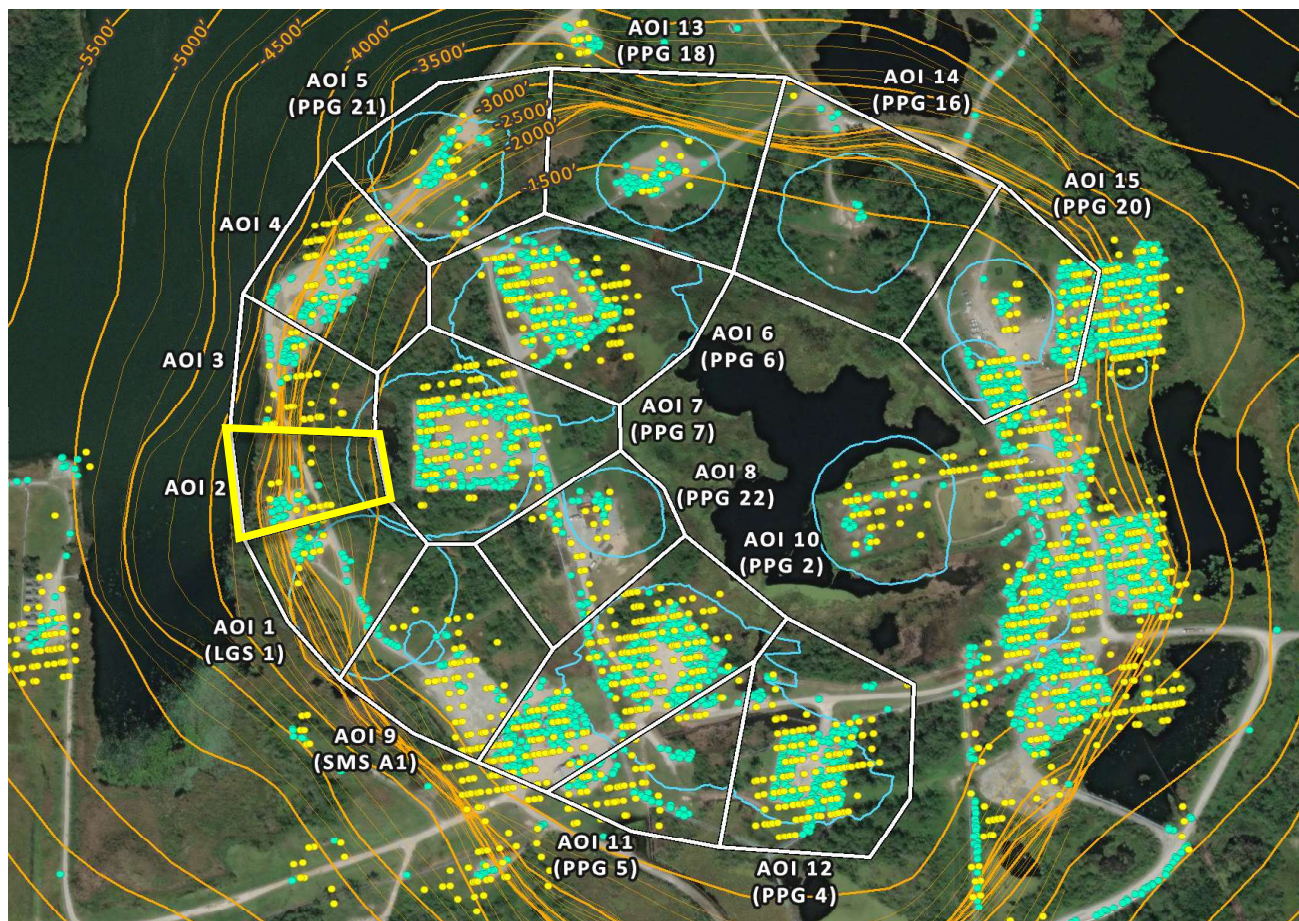 -5500'
-5000'
-4500'
-4000'
-3500'
-3000'
-2500'
-2000'
-1500'
AOI 13
(PPG 18)
AOI 14
(PPG 16)
AOI 5
(PPG 21)
AOI 15
(PPG 20)
AOI 4
AOI 3
AOI 6
(PPG 6)
AOI 7
(PPG 7)
AOI 2
AOI 8
(PPG 22)
AOI 10
(PPG 2)
AOI 1
(LGS 1)
AOI 9
(SMS A1)
AOI 11
(PPG 5)
AOI 12
(PPG 4)